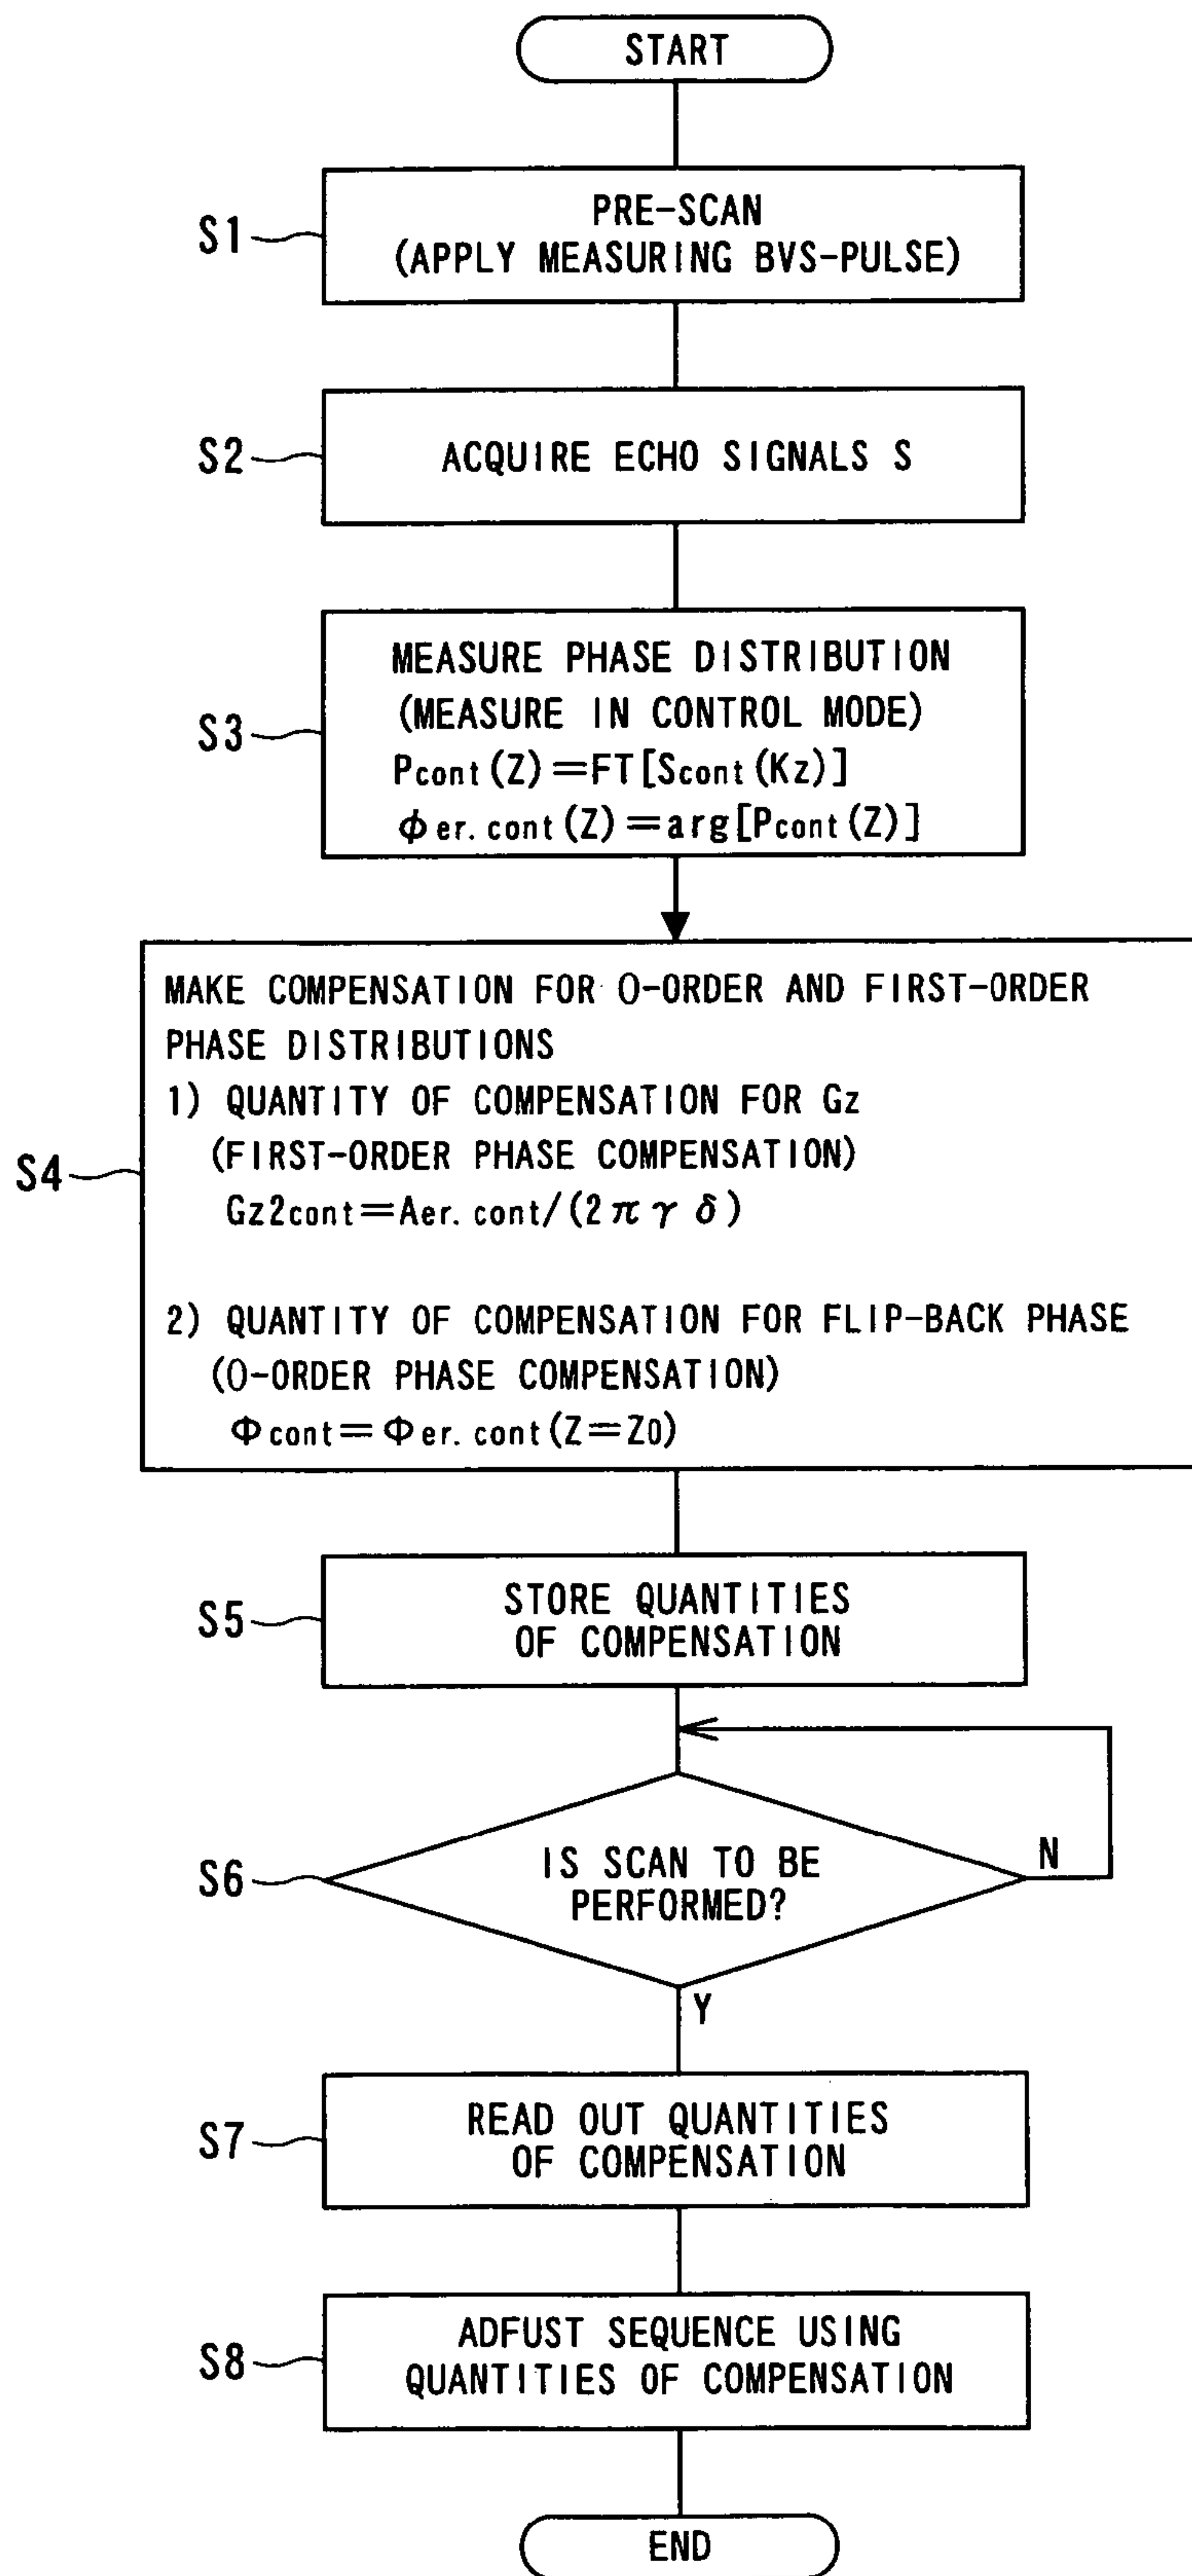 START
S1
PRE-SCAN
(APPLY MEASURING BVS-PULSE)
S2
ACQUIRE ECHO SIGNALS S
S3
MEASURE PHASE DISTRIBUTION
(MEASURE IN CONTROL MODE)
Pcont(Z)=FT[Scont(Kz)]
Φer.cont(Z)=arg[Pcont(Z)]
S4
MAKE COMPENSATION FOR 0-ORDER AND FIRST-ORDER
PHASE DISTRIBUTIONS
1) QUANTITY OF COMPENSATION FOR Gz
(FIRST-ORDER PHASE COMPENSATION)
Gz2cont=Aer.cont/(2πγδ)
2) QUANTITY OF COMPENSATION FOR FLIP-BACK PHASE
(0-ORDER PHASE COMPENSATION)
Φcont=Φer.cont(Z=Z0)
S5
STORE QUANTITIES
OF COMPENSATION
S6
IS SCAN TO BE
PERFORMED?
N
Y
S7
READ OUT QUANTITIES
OF COMPENSATION
S8
ADFUST SEQUENCE USING
QUANTITIES OF COMPENSATION
END